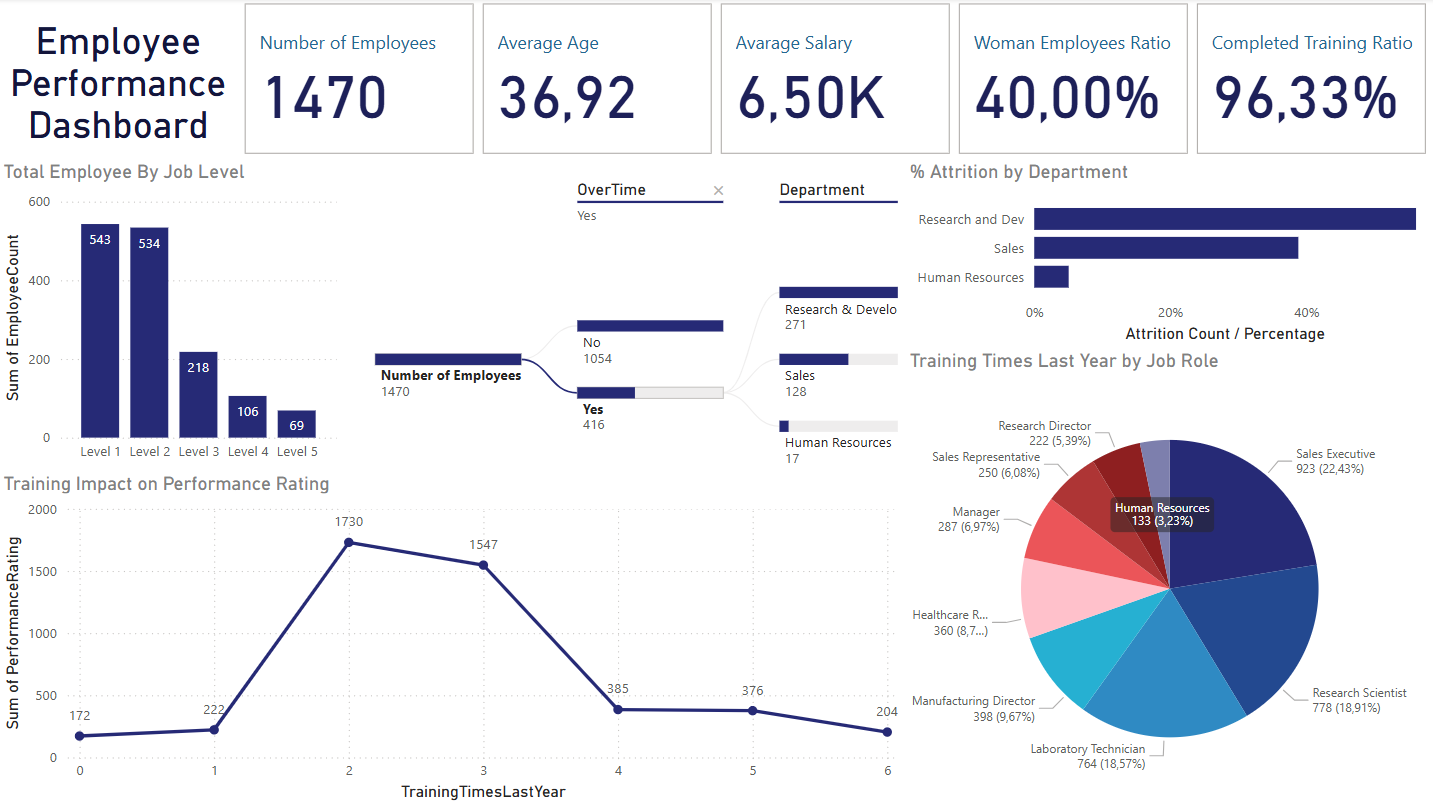 Employee
Performance
Dashboard
Number of Employees
1470
Average Age
36,92
Avarage Salary
6,50K
Woman Employees Ratio
40,00%
Completed Training Ratio
96,33%
Total Employee By Job Level
Sum of EmployeeCount
600
400
200
0
543
534
218
106
69
Level 1
Level 2
Level 3
Level 4
Level 5
OverTime
Yes
Department
Number of Employees
1470
No
1054
Yes
416
Research & Develo
271
Sales
128
Human Resources
17
% Attrition by Department
Research and Dev
Sales
Human Resources
0%
20%
40%
Attrition Count / Percentage
Training Impact on Performance Rating
Sum of PerformanceRating
2000
1500
1000
500
0
172
222
1730
1547
385
376
204
0
1
2
3
4
5
6
TrainingTimesLastYear
Training Times Last Year by Job Role
Sales Executive
923 (22,43%)
Research Scientist
778 (18,91%)
Laboratory Technician
764 (18,57%)
Manufacturing Director
398 (9,67%)
Healthcare R...
360 (8,7...)
Manager
287 (6,97%)
Sales Representative
250 (6,08%)
Research Director
222 (5,39%)
Human Resources
133 (3,23%)